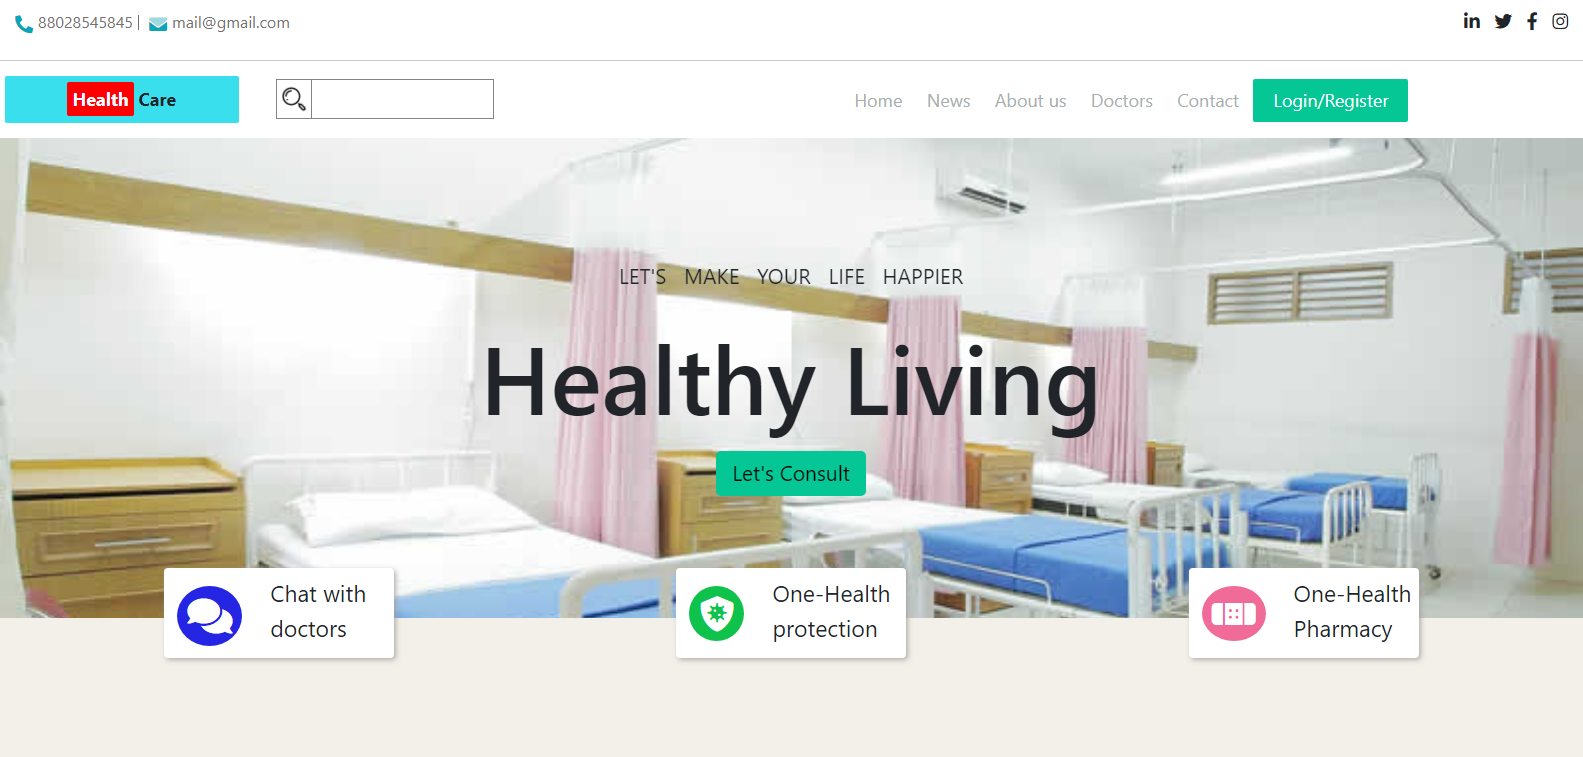 88028545845 | mail@gmail.com
Health Care
Home News About us Doctors Contact Login/Register
LET'S MAKE YOUR LIFE HAPPIER
Healthy Living
Let's Consult
Chat with
doctors
One-Health
protection
One-Health
Pharmacy